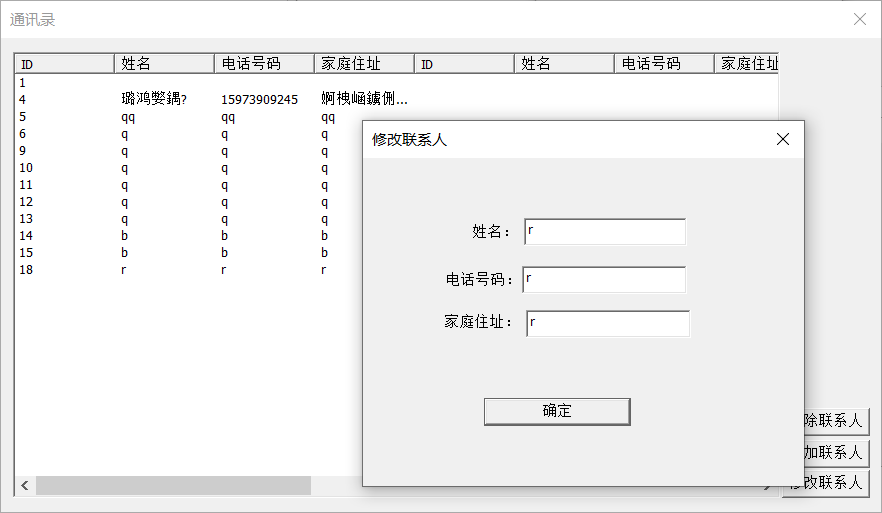 通讯录
ID 姓名 电话号码 家庭住址 ID 姓名 电话号码 家庭住址
1
4 璐鸿嫛鍝? 15973909245 婀栧崡鐪侀...
5 qq qq qq
6 q q q
9 q q q
10 q q q
11 q q q
12 q q q
13 q q q
14 b b b
15 b b b
18 r r r
修改联系人
姓名： r
电话号码： r
家庭住址： r
确定
除联系人
加联系人
修改联系人